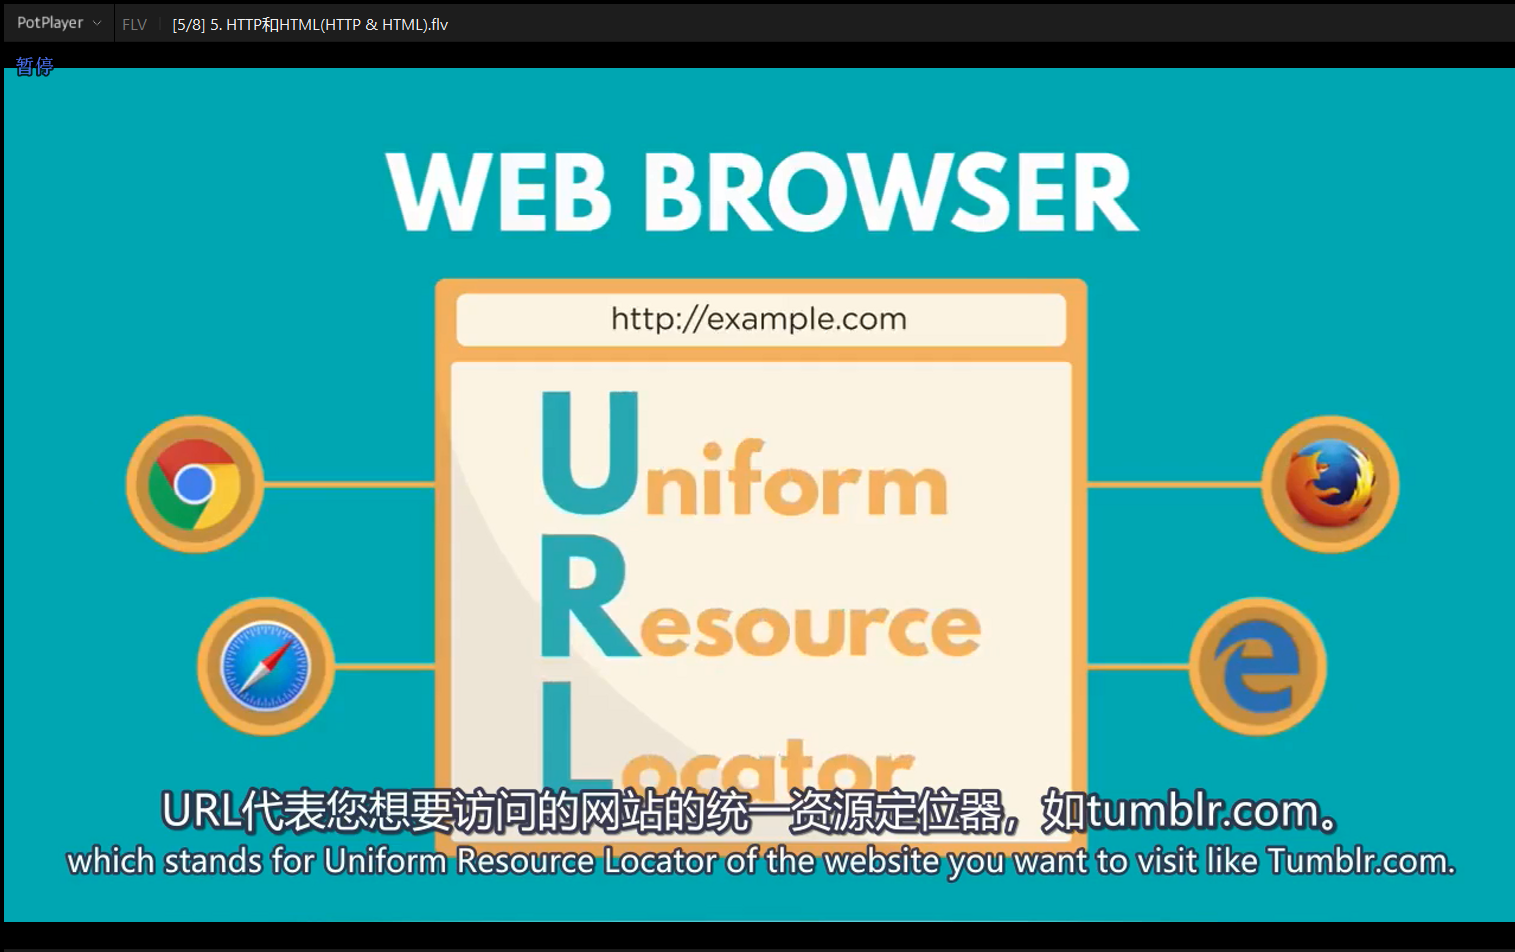 PotPlayer FLV [5/8] 5. HTTP和HTML(HTTP & HTML).flv
暂停
WEB BROWSER
http://example.com
Uniform
Resource
Locator
URL代表您想要访问的网站的统一资源定位器，如tumblr.com。
which stands for Uniform Resource Locator of the website you want to visit like Tumblr.com.